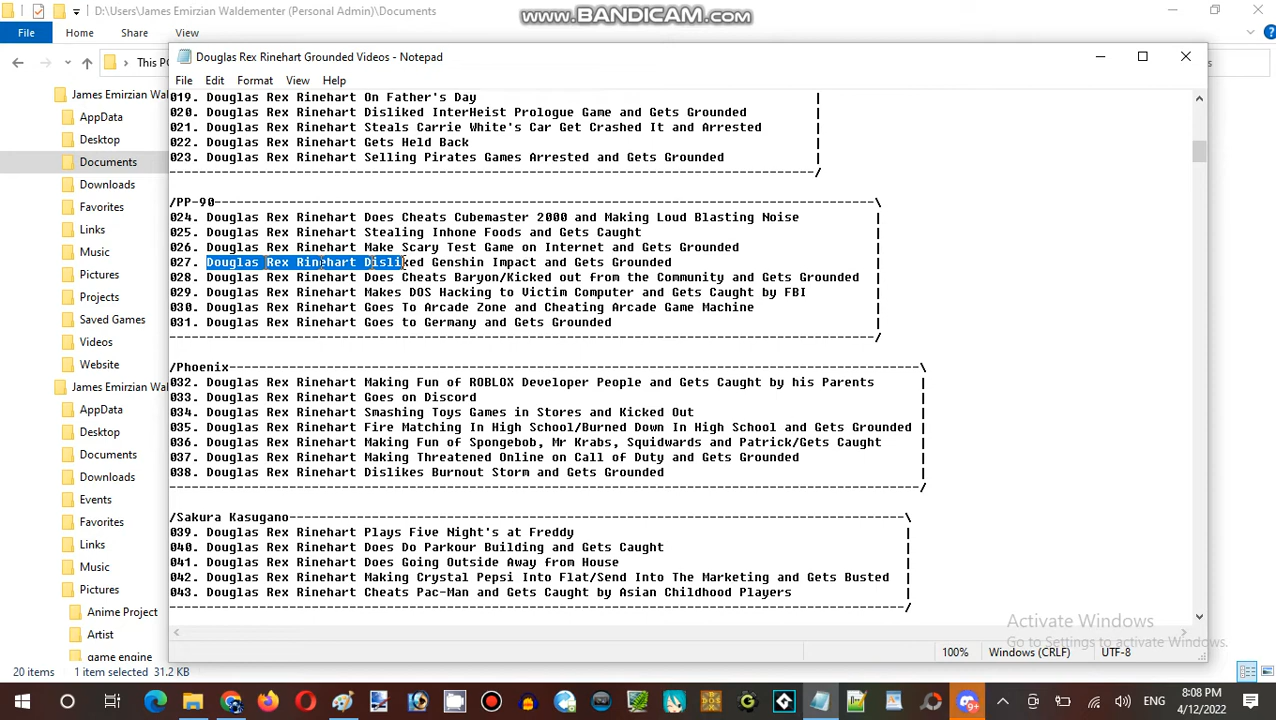 www.BANDICAM.com
D:\Users\James Emirzian Waldementer (Personal Admin)\Documents
File Home Share View
This P
James Emirzian Wal
AppData
Desktop
Documents
Downloads
Favorites
Links
Music
Pictures
Projects
Saved Games
Videos
Website
James Emirzian Wal
AppData
Desktop
Documents
Downloads
Events
Favorites
Links
Music
Pictures
Anime Project
Artist
game engine
20 items 1 item selected 31.2 KB
Douglas Rex Rinehart Grounded Videos - Notepad
File Edit Format View Help
019. Douglas Rex Rinehart On Father's Day |
020. Douglas Rex Rinehart Disliked InterHeist Prologue Game and Gets Grounded |
021. Douglas Rex Rinehart Steals Carrie White's Car Get Crashed It and Arrested |
022. Douglas Rex Rinehart Gets Held Back |
023. Douglas Rex Rinehart Selling Pirates Games Arrested and Gets Grounded |
--------------------------------------------------------------------------------------/
/PP-90----------------------------------------------------------------------------------------\
024. Douglas Rex Rinehart Does Cheats Cubemaster 2000 and Making Loud Blasting Noise |
025. Douglas Rex Rinehart Stealing Inhone Foods and Gets Caught |
026. Douglas Rex Rinehart Make Scary Test Game on Internet and Gets Grounded |
027. Douglas Rex Rinehart Disliked Genshin Impact and Gets Grounded |
028. Douglas Rex Rinehart Does Cheats Baryon/Kicked out from the Community and Gets Grounded |
029. Douglas Rex Rinehart Makes DOS Hacking to Victim Computer and Gets Caught by FBI |
030. Douglas Rex Rinehart Goes To Arcade Zone and Cheating Arcade Game Machine |
031. Douglas Rex Rinehart Goes to Germany and Gets Grounded |
----------------------------------------------------------------------------------------------/
/Phoenix--------------------------------------------------------------------------------------------\
032. Douglas Rex Rinehart Making Fun of ROBLOX Developer People and Gets Caught by his Parents |
033. Douglas Rex Rinehart Goes on Discord |
034. Douglas Rex Rinehart Smashing Toys Games in Stores and Kicked Out |
035. Douglas Rex Rinehart Fire Matching In High School/Burned Down In High School and Gets Grounded |
036. Douglas Rex Rinehart Making Fun of Spongebob, Mr Krabs, Squidwards and Patrick/Gets Caught |
037. Douglas Rex Rinehart Making Threatened Online on Call of Duty and Gets Grounded |
038. Douglas Rex Rinehart Dislikes Burnout Storm and Gets Grounded |
----------------------------------------------------------------------------------------------------/
/Sakura Kasugano----------------------------------------------------------------------------------\
039. Douglas Rex Rinehart Plays Five Night's at Freddy |
040. Douglas Rex Rinehart Does Do Parkour Building and Gets Caught |
041. Douglas Rex Rinehart Does Going Outside Away from House |
042. Douglas Rex Rinehart Making Crystal Pepsi Into Flat/Send Into The Marketing and Gets Busted |
043. Douglas Rex Rinehart Cheats Pac-Man and Gets Caught by Asian Childhood Players |
--------------------------------------------------------------------------------------------------/
Activate Windows
Go to Settings to activate Windows.
100% Windows (CRLF) UTF-8
ENG
8:08 PM
4/12/2022